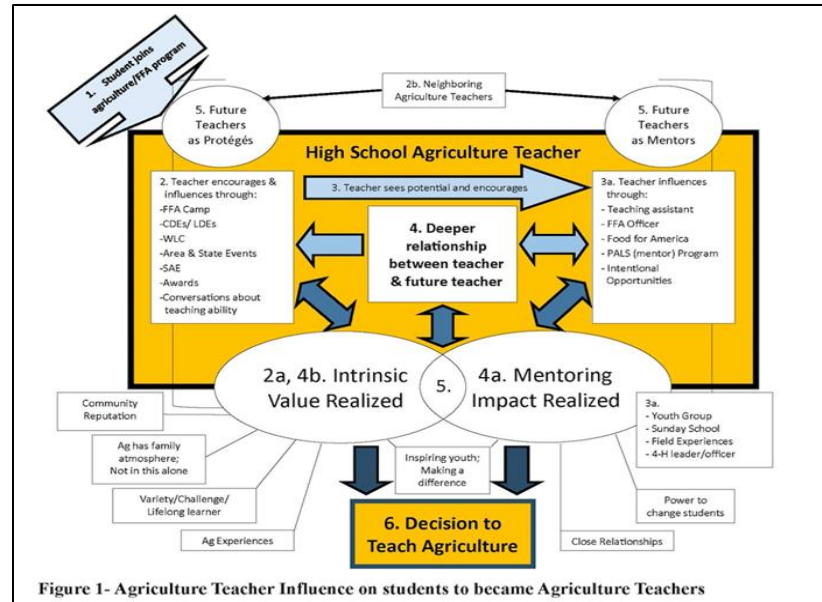 1. Student joins
agriculture/FFA program
2b. Neighboring
Agriculture Teachers
5. Future
Teachers
as Protégés
5. Future
Teachers
as Mentors
High School Agriculture Teacher
2. Teacher encourages &
influences through:
-FFA Camp
-CDEs/ LDEs
-WLC
-Area & State Events
-SAE
-Awards
-Conversations about
teaching ability
3. Teacher sees potential and encourages
3a. Teacher influences
through:
- Teaching assistant
- FFA Officer
- Food for America
- PALS (mentor) Program
- Intentional
Opportunities
4. Deeper
relationship
between teacher
& future teacher
2a, 4b. Intrinsic
Value Realized
5.
4a. Mentoring
Impact Realized
Community
Reputation
Ag has family
atmosphere;
Not in this alone
Variety/Challenge/
Lifelong learner
Ag Experiences
Inspiring youth;
Making a
difference
3a.
- Youth Group
- Sunday School
- Field Experiences
- 4-H leader/officer
Power to
change students
Close Relationships
6. Decision to
Teach Agriculture
Figure 1- Agriculture Teacher Influence on students to became Agriculture Teachers